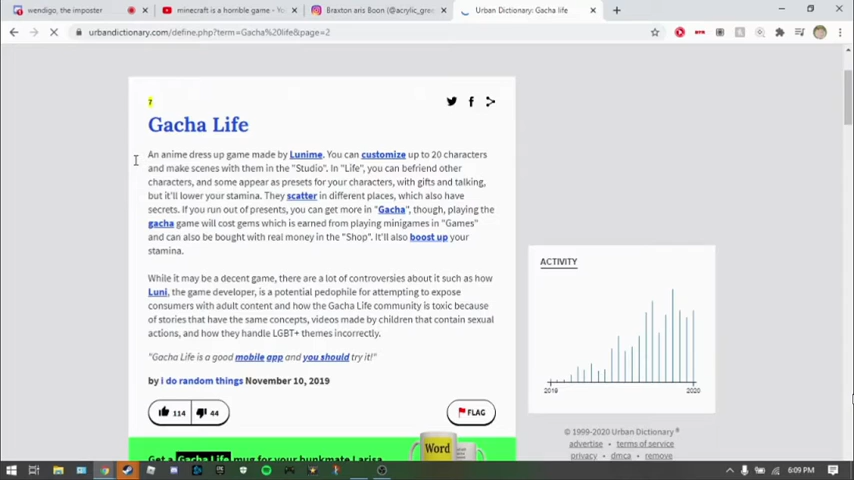 wendigo, the imposter
minecraft is a horrible game -
Braxton aris Boon (@acrylic_gre
Urban Dictionary: Gacha life
urbandictionary.com/define.php?term=Gacha%20life&page=2
7
Gacha Life
An anime dress up game made by Lunime. You can customize up to 20 characters
and make scenes with them in the "Studio". In "Life", you can befriend other
characters, and some appear as presets for your characters, with gifts and talking,
but it'll lower your stamina. They scatter in different places, which also have
secrets. If you run out of presents, you can get more in "Gacha", though, playing the
gacha game will cost gems which is earned from playing minigames in "Games"
and can also be bought with real money in the "Shop". It'll also boost up your
stamina.
While it may be a decent game, there are a lot of controversies about it such as how
Luni, the game developer, is a potential pedophile for attempting to expose
consumers with adult content and how the Gacha Life community is toxic because
of stories that have the same concepts, videos made by children that contain sexual
actions, and how they handle LGBT+ themes incorrectly.
"Gacha Life is a good mobile app and you should try it!"
by i do random things November 10, 2019
114
44
FLAG
ACTIVITY
2019
2020
© 1999-2020 Urban Dictionary ®
advertise · terms of service
privacy · dmca · remove
Get a Gacha Life mug for your bunkmate Larisa
Word
6:09 PM